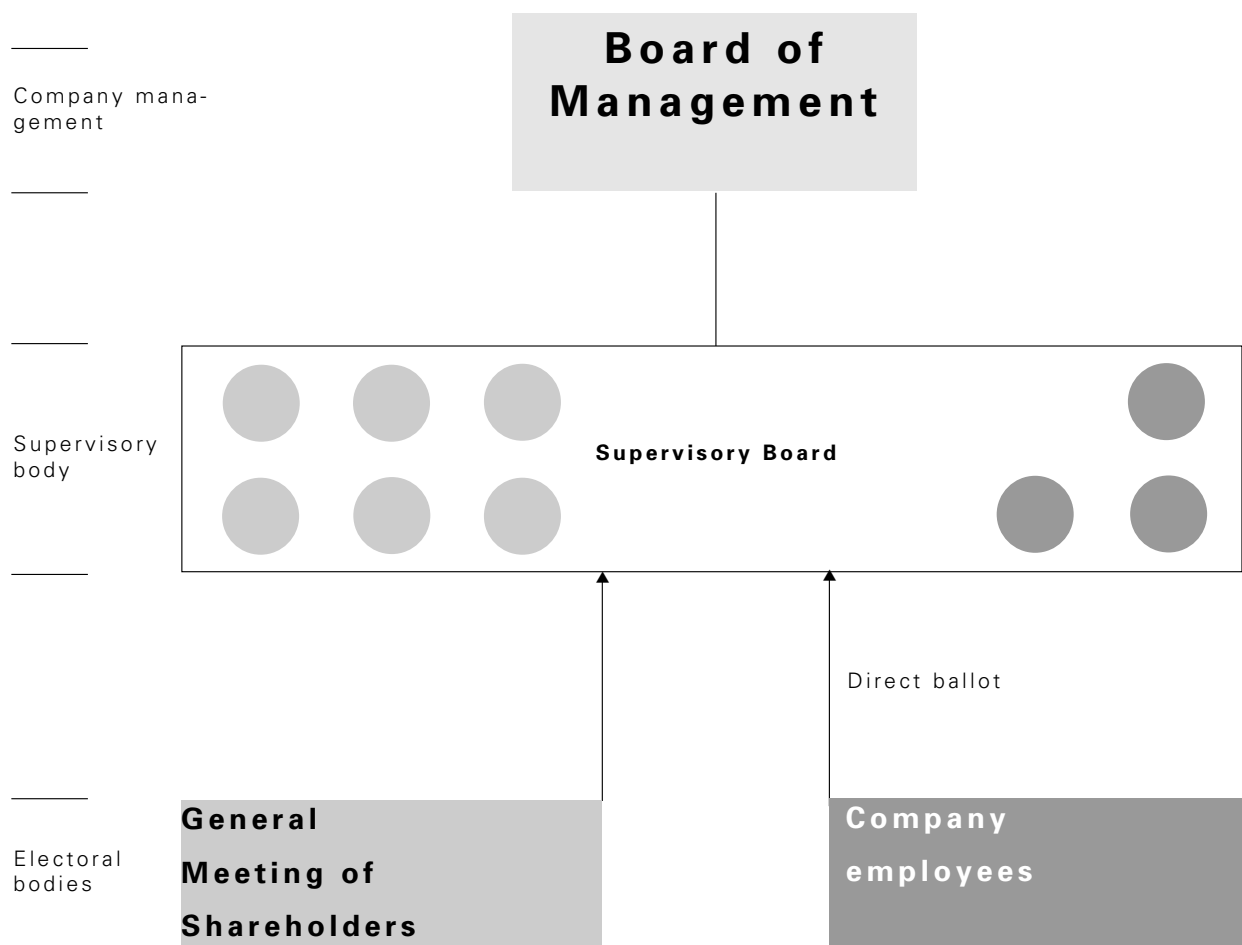 Board of
Management
Company mana-
gement
Supervisory
body
Supervisory Board
Direct ballot
Electoral
bodies
General
Meeting of
Shareholders
Company
employees